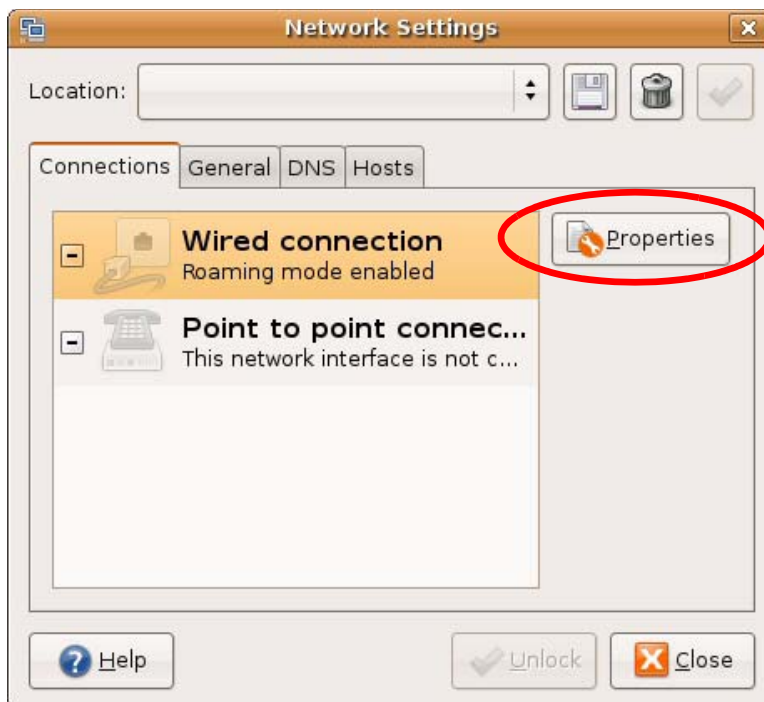 Network Settings
Location:
Connections General DNS Hosts
Wired connection
Roaming mode enabled
Properties
Point to point connec...
This network interface is not c...
Help Unlock Close